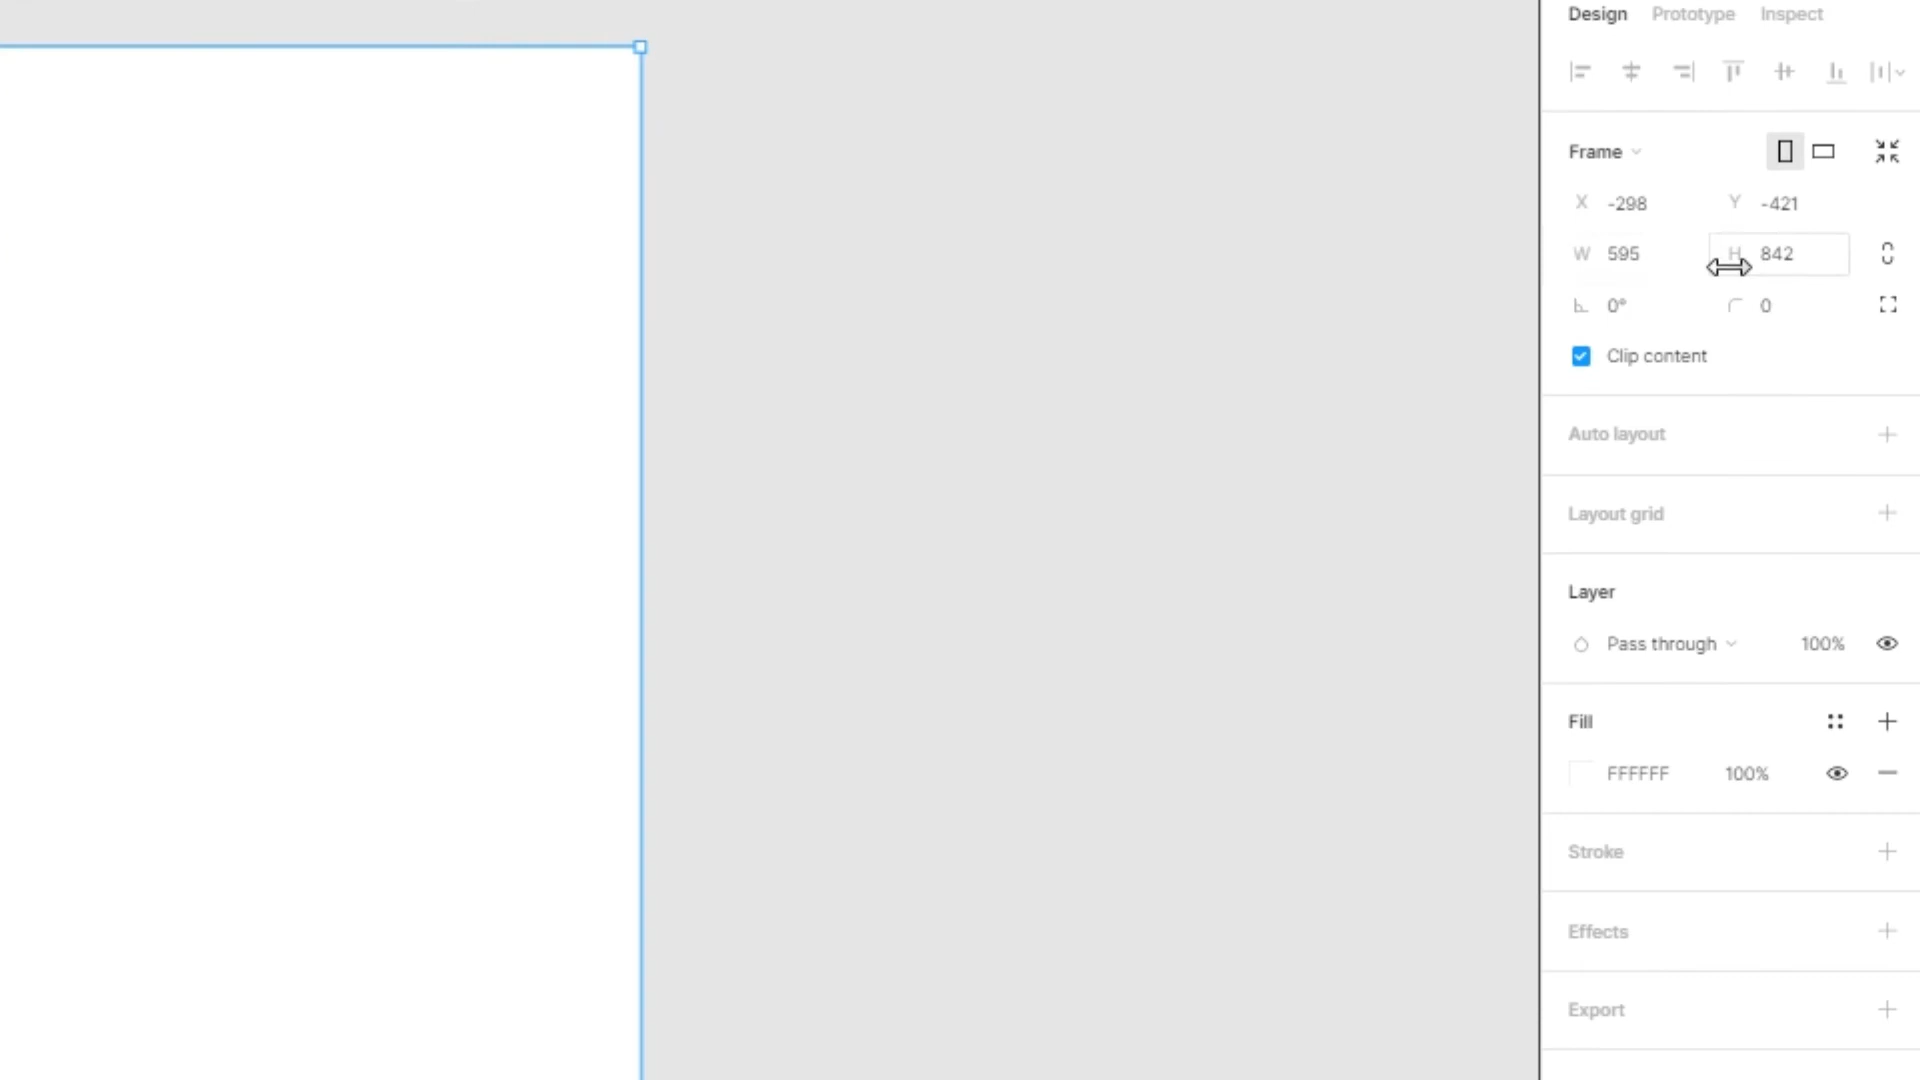 Design Prototype Inspect
Frame
X -298 Y -421
W 595 H 842
0° 0
Clip content
Auto layout
Layout grid
Layer
Pass through 100%
Fill
FFFFFF 100%
Stroke
Effects
Export